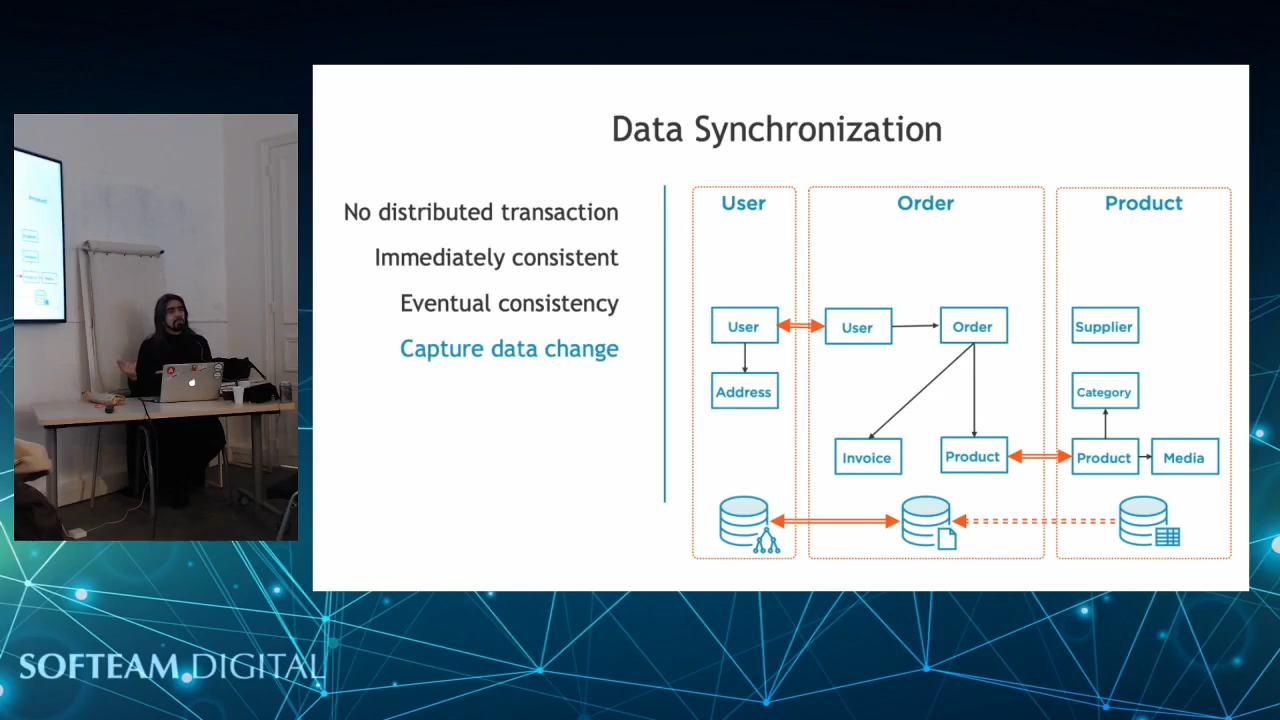 Data Synchronization
No distributed transaction
Immediately consistent
Eventual consistency
Capture data change
User
Order
Product
User
User
Order
Supplier
Address
Category
Invoice
Product
Product
Media
SOFTEAM DIGITAL